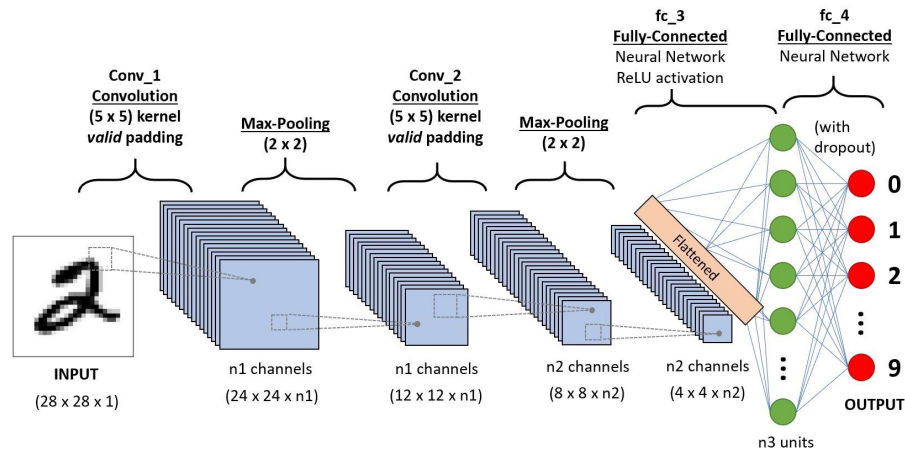 fc_3
Fully-Connected
Neural Network
ReLU activation
fc_4
Fully-Connected
Neural Network
Conv_1
Convolution
(5 x 5) kernel
valid padding
Max-Pooling
(2 x 2)
Conv_2
Convolution
(5 x 5) kernel
valid padding
Max-Pooling
(2 x 2)
(with
dropout)
Flattened
0
1
2
9
2
INPUT
(28 x 28 x 1)
n1 channels
(24 x 24 x n1)
n1 channels
(12 x 12 x n1)
n2 channels
(8 x 8 x n2)
n2 channels
(4 x 4 x n2)
n3 units
OUTPUT